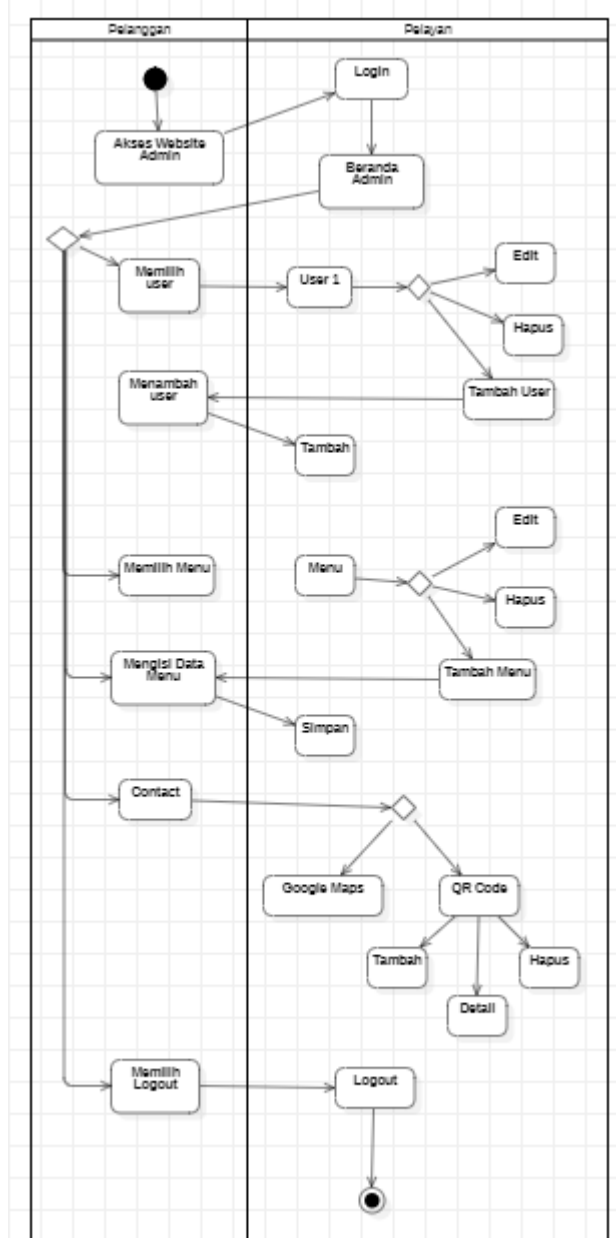 Pelanggan
Pelayan
Login
Akses Website
Admin
Beranda
Admin
Memilih
user
User 1
Edit
Hapus
Tambah User
Menambah
user
Tambah
Edit
Memilih Menu
Menu
Hapus
Mengisi Data
Menu
Tambah Menu
Simpan
Contact
Google Maps
QR Code
Tambah
Hapus
Detail
Memilih
Logout
Logout